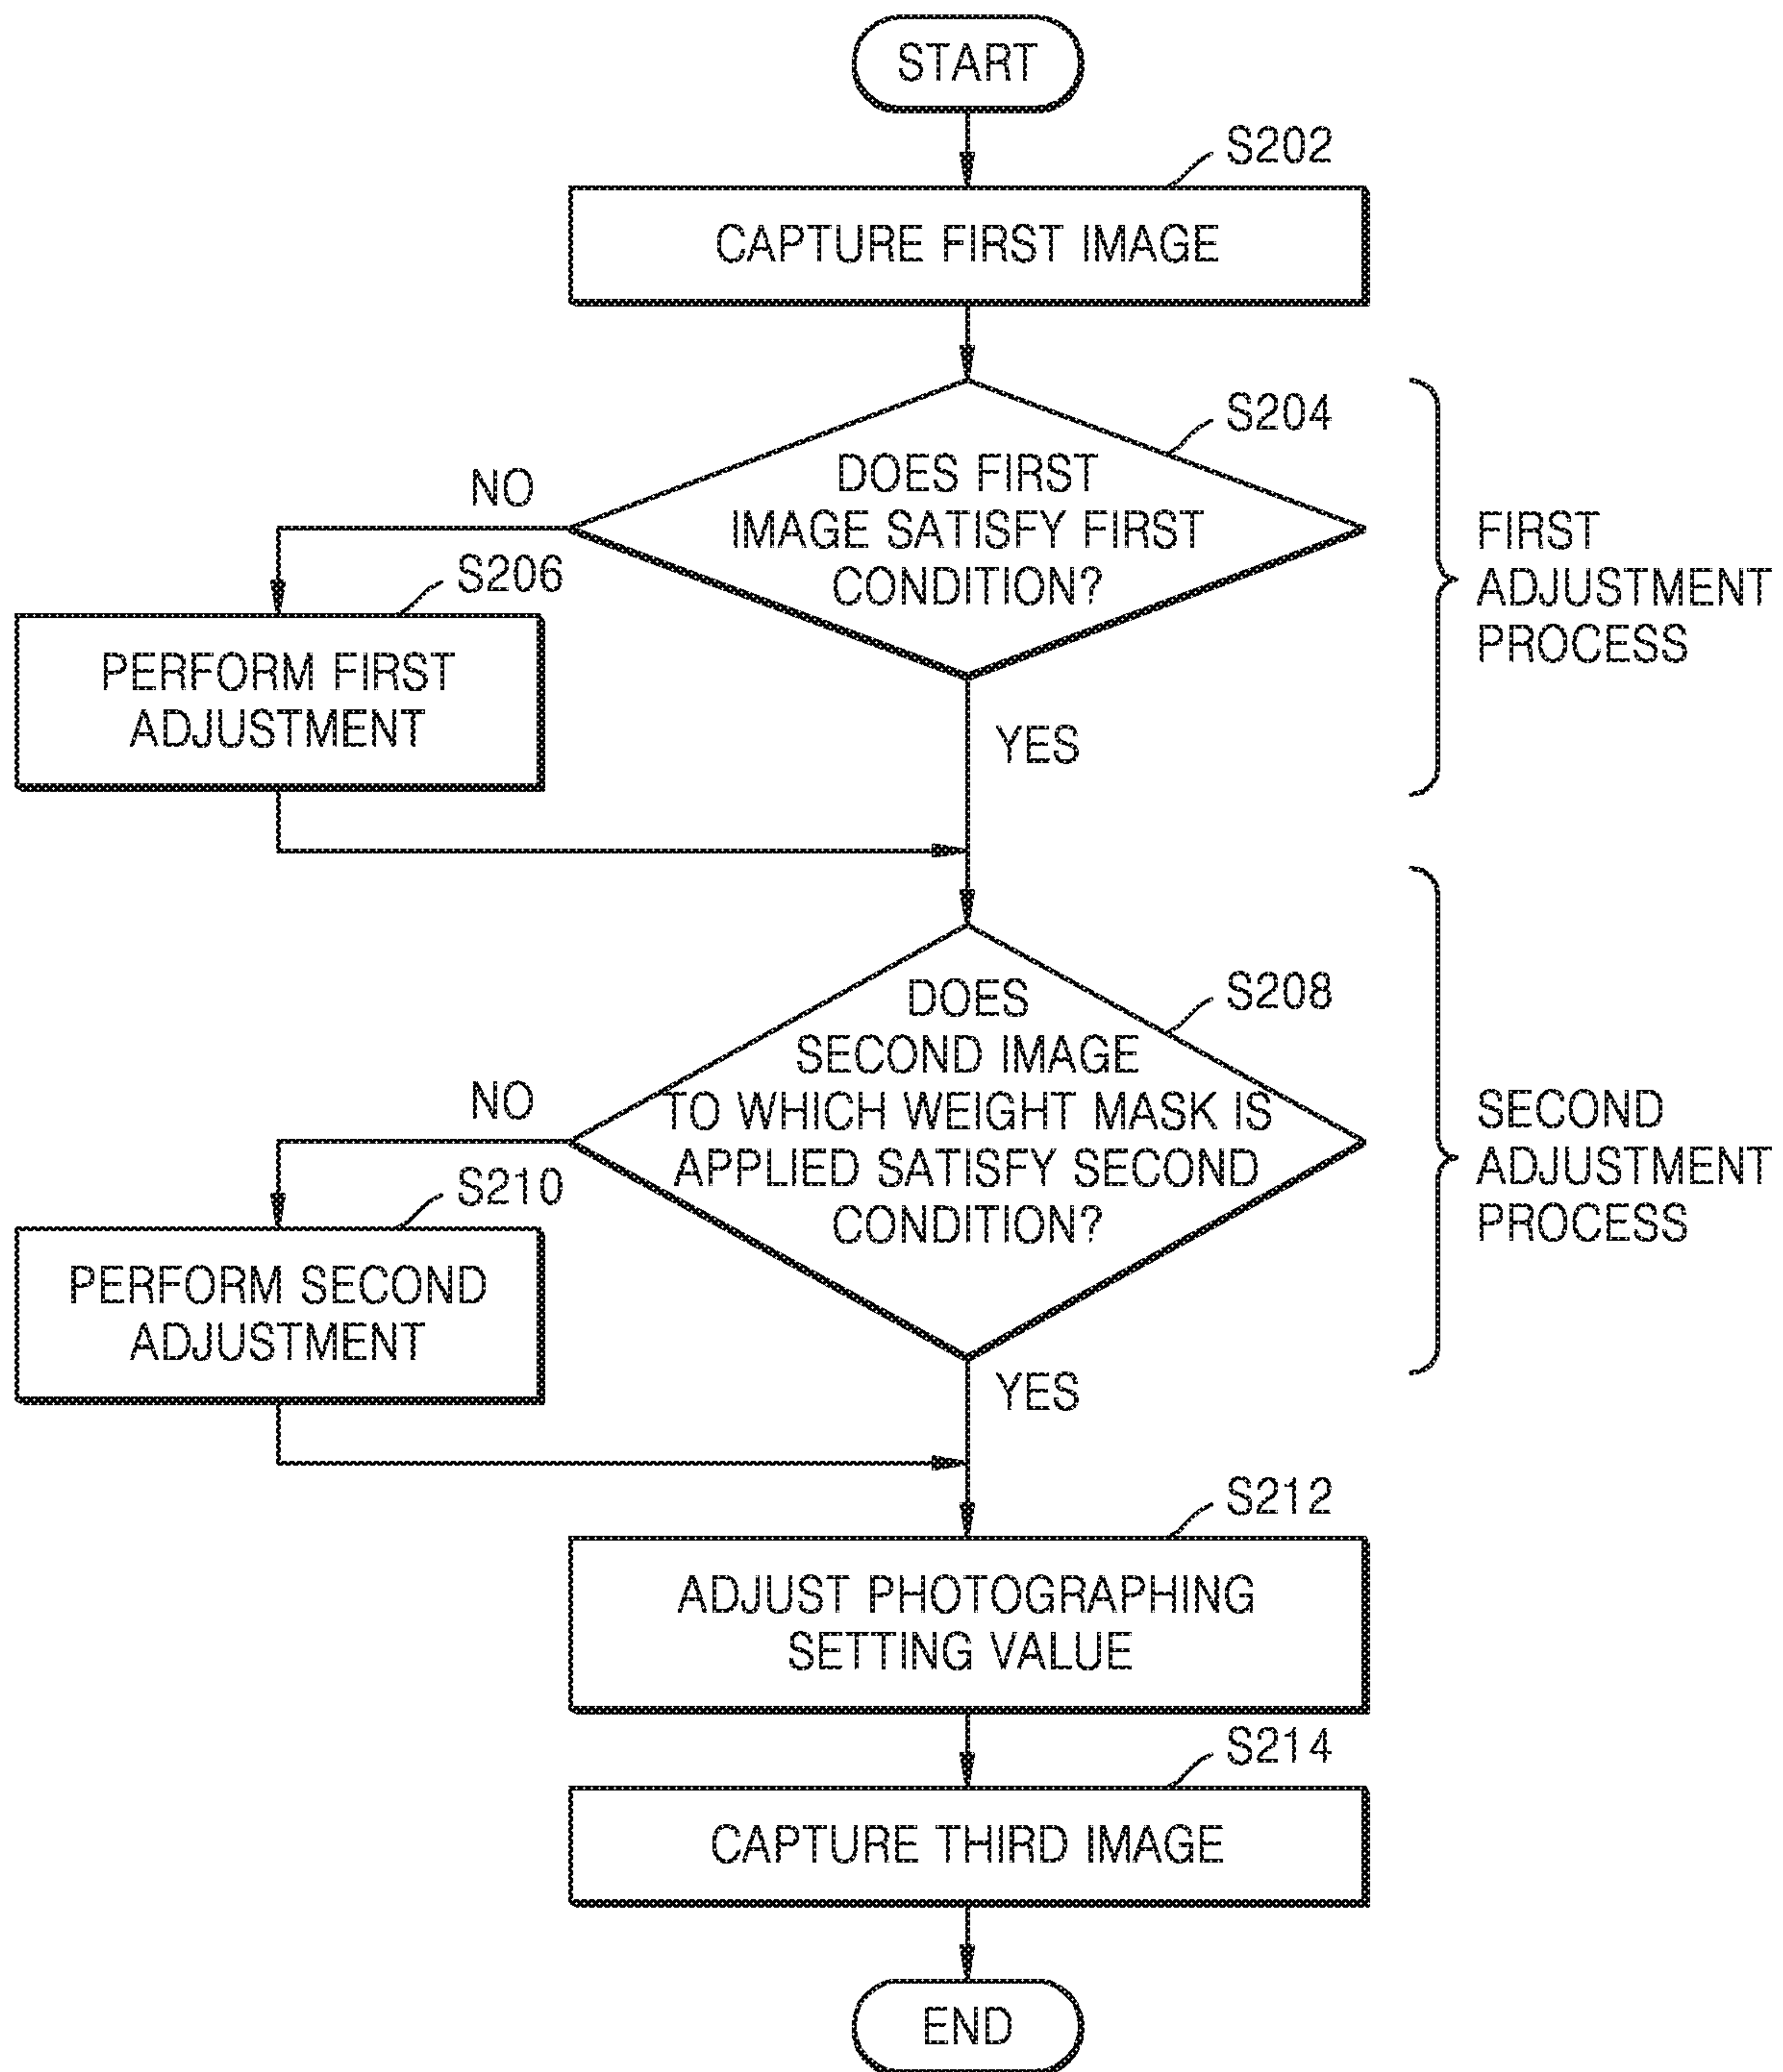 START
S202
CAPTURE FIRST IMAGE
S204
DOES FIRST
IMAGE SATISFY FIRST
CONDITION?
NO
YES
FIRST
ADJUSTMENT
PROCESS
S206
PERFORM FIRST
ADJUSTMENT
S208
DOES
SECOND IMAGE
TO WHICH WEIGHT MASK IS
APPLIED SATISFY SECOND
CONDITION?
NO
YES
SECOND
ADJUSTMENT
PROCESS
S210
PERFORM SECOND
ADJUSTMENT
S212
ADJUST PHOTOGRAPHING
SETTING VALUE
S214
CAPTURE THIRD IMAGE
END